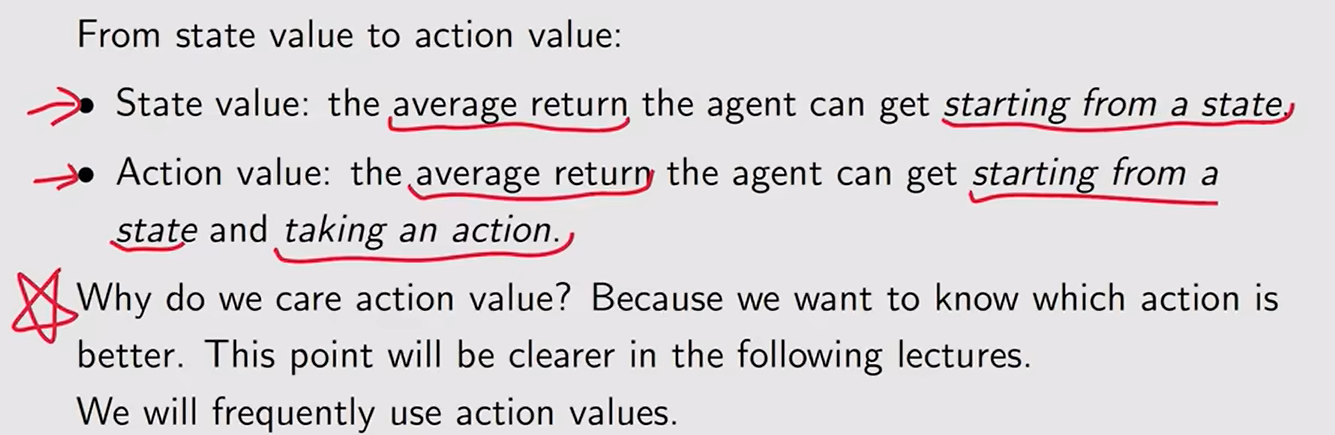 From state value to action value:
• State value: the average return the agent can get starting from a state.
• Action value: the average return the agent can get starting from a
state and taking an action.
Why do we care action value? Because we want to know which action is
better. This point will be clearer in the following lectures.
We will frequently use action values.